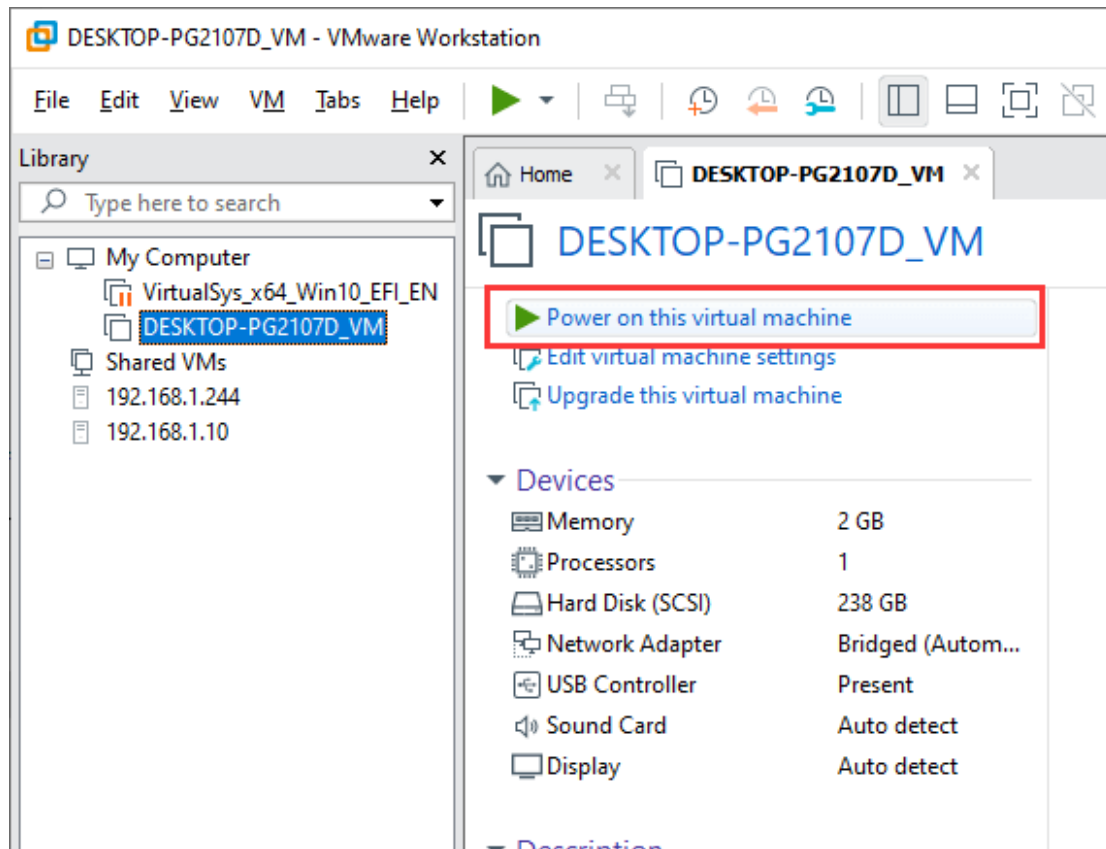 DESKTOP-PG2107D_VM - VMware Workstation
File Edit View VM Tabs Help
Library
Type here to search
My Computer
VirtualSys_x64_Win10_EFI_EN
DESKTOP-PG2107D_VM
Shared VMs
192.168.1.244
192.168.1.10
Home DESKTOP-PG2107D_VM
DESKTOP-PG2107D_VM
Power on this virtual machine
Edit virtual machine settings
Upgrade this virtual machine
Devices
Memory 2 GB
Processors 1
Hard Disk (SCSI) 238 GB
Network Adapter Bridged (Autom...
USB Controller Present
Sound Card Auto detect
Display Auto detect
Description